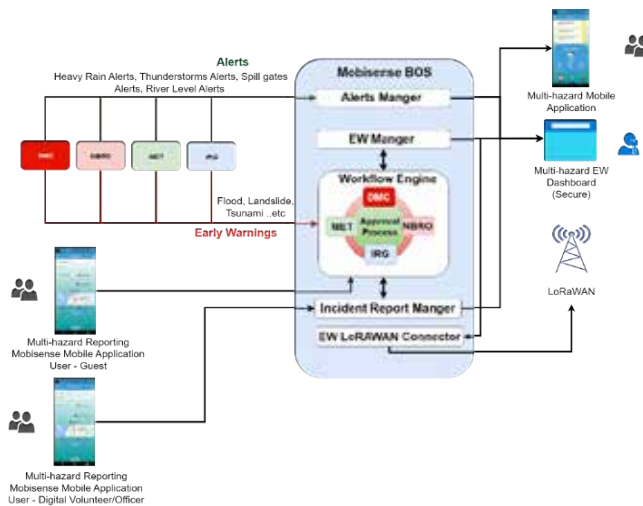 Alerts
Heavy Rain Alerts, Thunderstorms Alerts, Spill gates
Alerts, River Level Alerts
DMC
NBRO
MET
IRG
Flood, Landslide,
Tsunami ..etc
Early Warnings
Multi-hazard Reporting
Mobisense Mobile Application
User - Guest
Multi-hazard Reporting
Mobisense Mobile Application
User - Digital Volunteer/Officer
Mobisense BOS
Alerts Manger
EW Manger
Workflow Engine
DMC
MET
Approval
Process
NBRO
IRG
Incident Report Manger
EW LoRAWAN Connector
Multi-hazard Mobile
Application
Multi-hazard EW
Dashboard
(Secure)
LoRaWAN